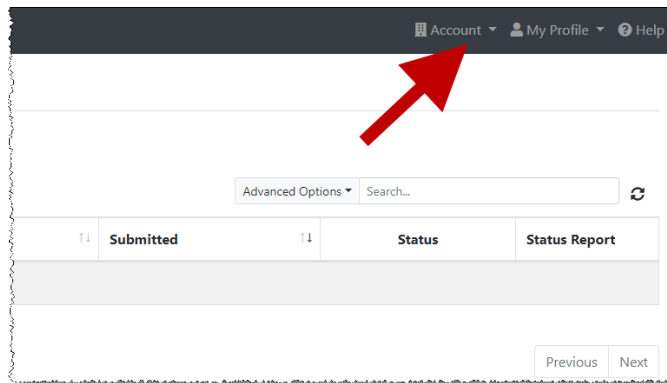 Account My Profile Help
Advanced Options Search...
Submitted Status Status Report
Previous Next